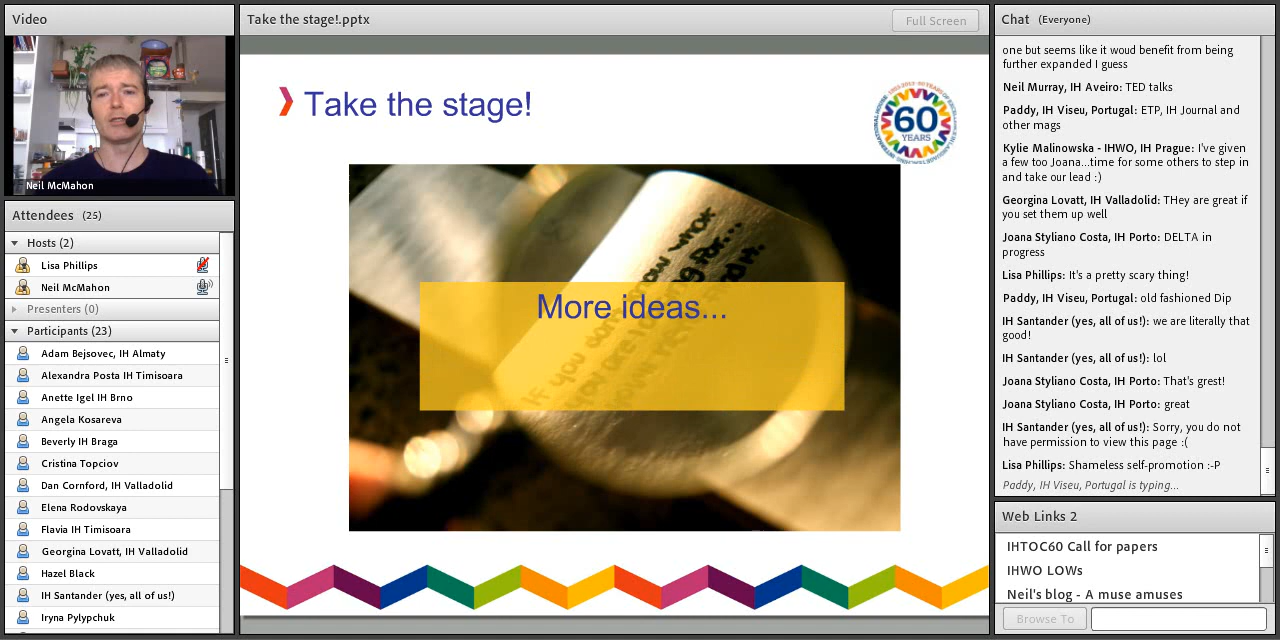 Video
Neil McMahon
Attendees (25)
Hosts (2)
Lisa Phillips
Neil McMahon
Presenters (0)
Participants (23)
Adam Bejsovec, IH Almaty
Alexandra Posta IH Timisoara
Anette Igel IH Brno
Angela Kosareva
Beverly IH Braga
Cristina Topciov
Dan Cornford, IH Valladolid
Elena Rodovskaya
Flavia IH Timisoara
Georgina Lovatt, IH Valladolid
Hazel Black
IH Santander (yes, all of us!)
Iryna Pylypchuk
Take the stage!.pptx
Full Screen
Take the stage!
60
YEARS
More ideas...
Chat (Everyone)
one but seems like it woud benefit from being
further expanded I guess
Neil Murray, IH Aveiro: TED talks
Paddy, IH Viseu, Portugal: ETP, IH Journal and
other mags
Kylie Malinowska - IHWO, IH Prague: I've given
a few too Joana...time for some others to step in
and take our lead :)
Georgina Lovatt, IH Valladolid: THey are great if
you set them up well
Joana Styliano Costa, IH Porto: DELTA in
progress
Lisa Phillips: It's a pretty scary thing!
Paddy, IH Viseu, Portugal: old fashioned Dip
IH Santander (yes, all of us!): we are literally that
good!
IH Santander (yes, all of us!): lol
Joana Styliano Costa, IH Porto: That's grest!
Joana Styliano Costa, IH Porto: great
IH Santander (yes, all of us!): Sorry, you do not
have permission to view this page :(
Lisa Phillips: Shameless self-promotion :-P
Paddy, IH Viseu, Portugal is typing...
Web Links 2
IHTOC60 Call for papers
IHWO LOWs
Neil's blog - A muse amuses
Browse To